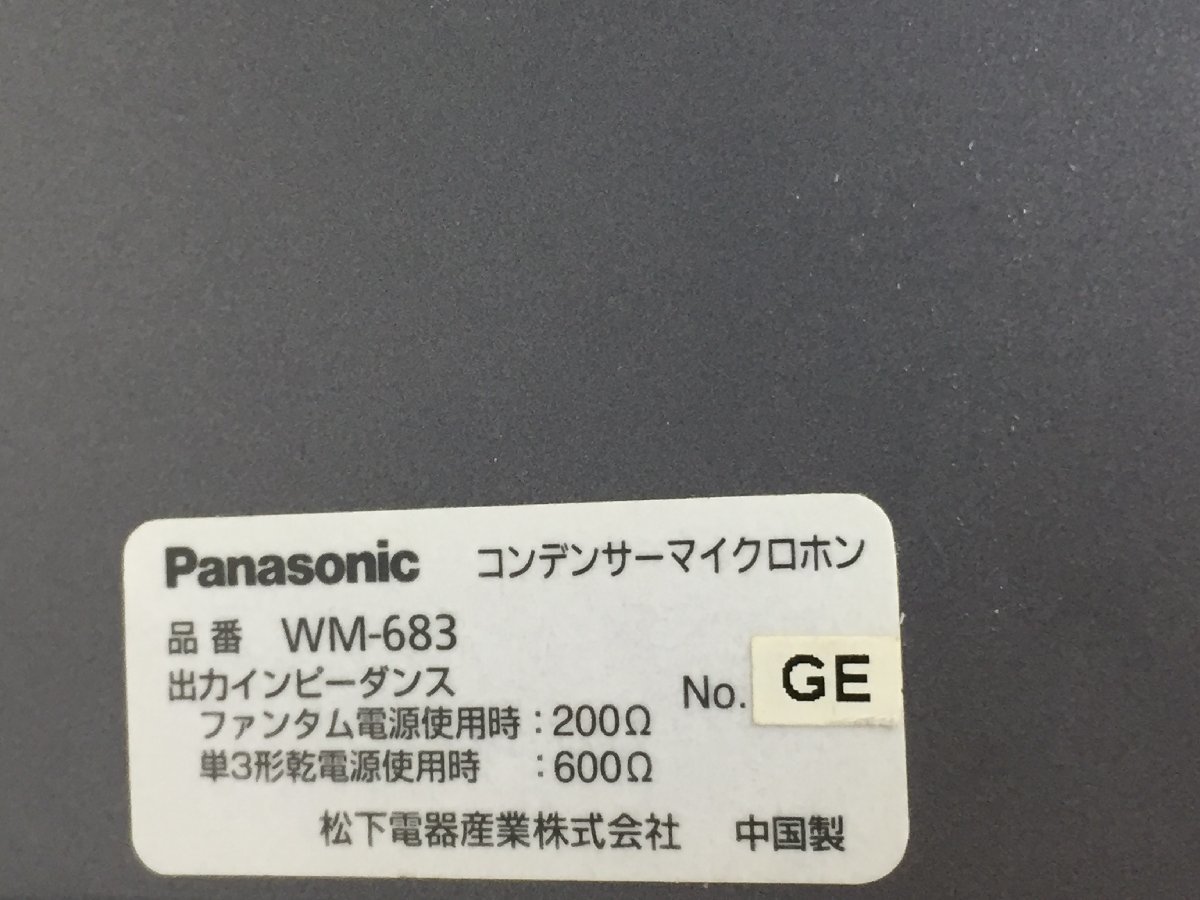 Panasonic コンデンサーマイクロホン
品番 WM-683
出力インピーダンス
No. GE
ファンタム電源使用時：200Ω
単3形乾電源使用時：600Ω
松下電器産業株式会社 中国製